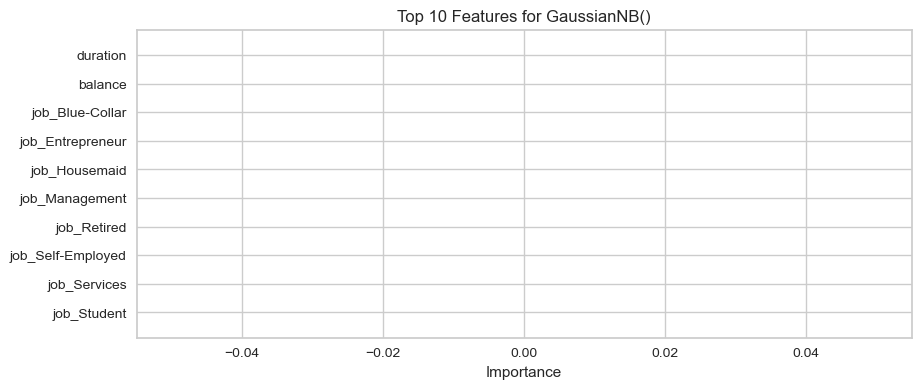 Top 10 Features for GaussianNB()
duration
balance
job_Blue-Collar
job_Entrepreneur
job_Housemaid
job_Management
job_Retired
job_Self-Employed
job_Services
job_Student
−0.04 −0.02 0.00 0.02 0.04
Importance